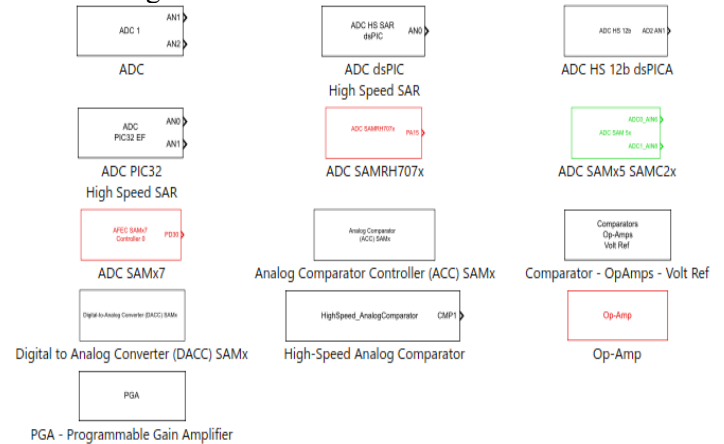 ADC 1
AN1
AN2
ADC
ADC HS SAR
dsPIC
AN0
ADC dsPIC
High Speed SAR
ADC HS 12b
AD2 AN1
ADC HS 12b dsPICA
ADC
PIC32 EF
AN0
AN1
ADC PIC32
High Speed SAR
ADC SAMRH707x
PA15
ADC SAMRH707x
ADC SAM 5x
ADC0_AIN6
ADC1_AIN8
ADC SAMx5 SAMC2x
AFEC SAMx7
Controller 0
PD30
ADC SAMx7
Analog Comparator
(ACC) SAMx
Analog Comparator Controller (ACC) SAMx
Comparators
Op-Amps
Volt Ref
Comparator - OpAmps - Volt Ref
Digital-to-Analog Converter (DACC) SAMx
Digital to Analog Converter (DACC) SAMx
HighSpeed_AnalogComparator
CMP1
High-Speed Analog Comparator
Op-Amp
Op-Amp
PGA
PGA - Programmable Gain Amplifier